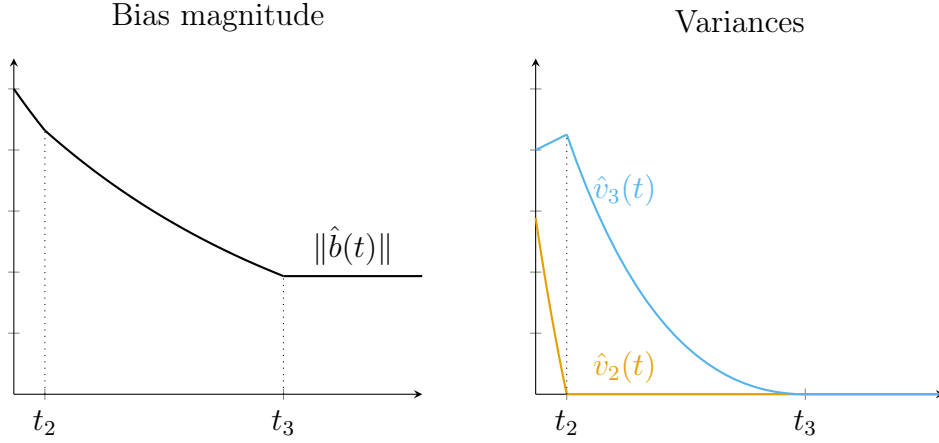 Bias magnitude
‖b̂(t)‖
t₂
t₃
Variances
v̂₃(t)
v̂₂(t)
t₂
t₃